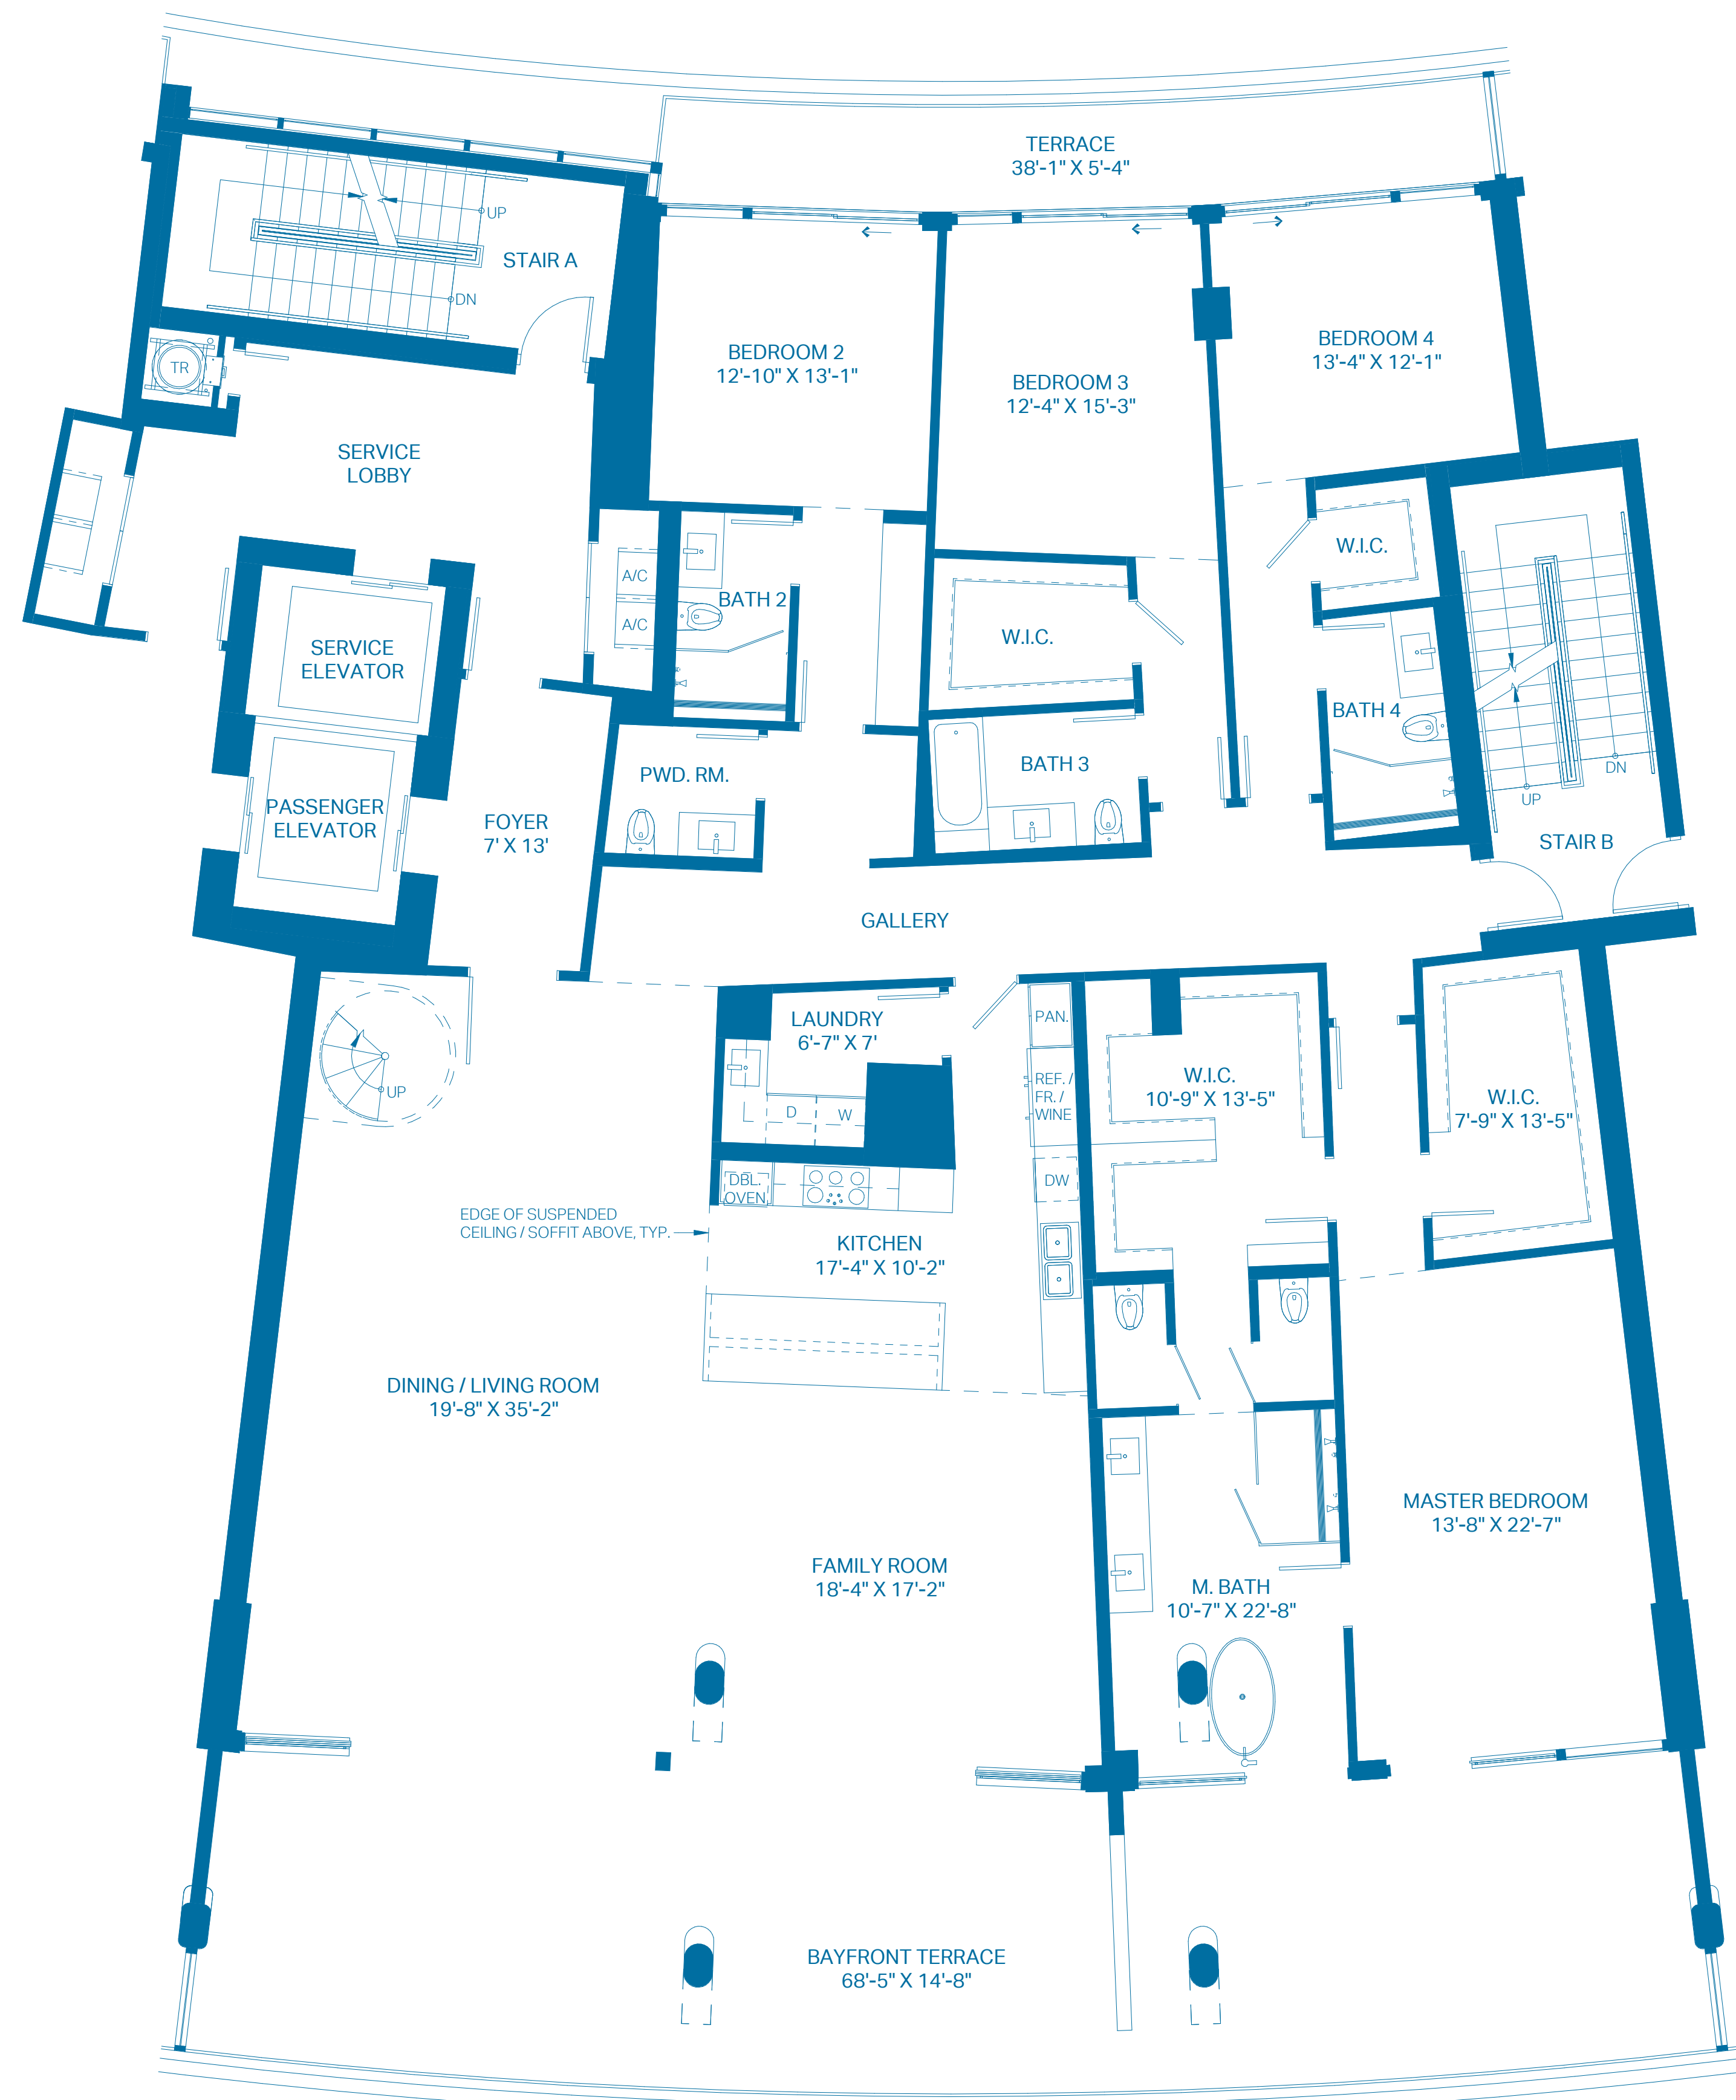 TERRACE
38'-1" X 5'-4"
UP
STAIR A
DN
TR
BEDROOM 2
12'-10" X 13'-1"
BEDROOM 3
12'-4" X 15'-3"
BEDROOM 4
13'-4" X 12'-1"
SERVICE
LOBBY
W.I.C.
A/C
A/C
BATH 2
W.I.C.
SERVICE
ELEVATOR
BATH 4
BATH 3
PWD. RM.
DN
UP
PASSENGER
ELEVATOR
FOYER
7' X 13'
STAIR B
GALLERY
LAUNDRY
6'-7" X 7'
PAN.
UP
REF. /
FR. /
WINE
D
W
W.I.C.
10'-9" X 13'-5"
W.I.C.
7'-9" X 13'-5"
DBL.
OVEN
DW
EDGE OF SUSPENDED
CEILING / SOFFIT ABOVE, TYP.
KITCHEN
17'-4" X 10'-2"
DINING / LIVING ROOM
19'-8" X 35'-2"
MASTER BEDROOM
13'-8" X 22'-7"
FAMILY ROOM
18'-4" X 17'-2"
M. BATH
10'-7" X 22'-8"
BAYFRONT TERRACE
68'-5" X 14'-8"